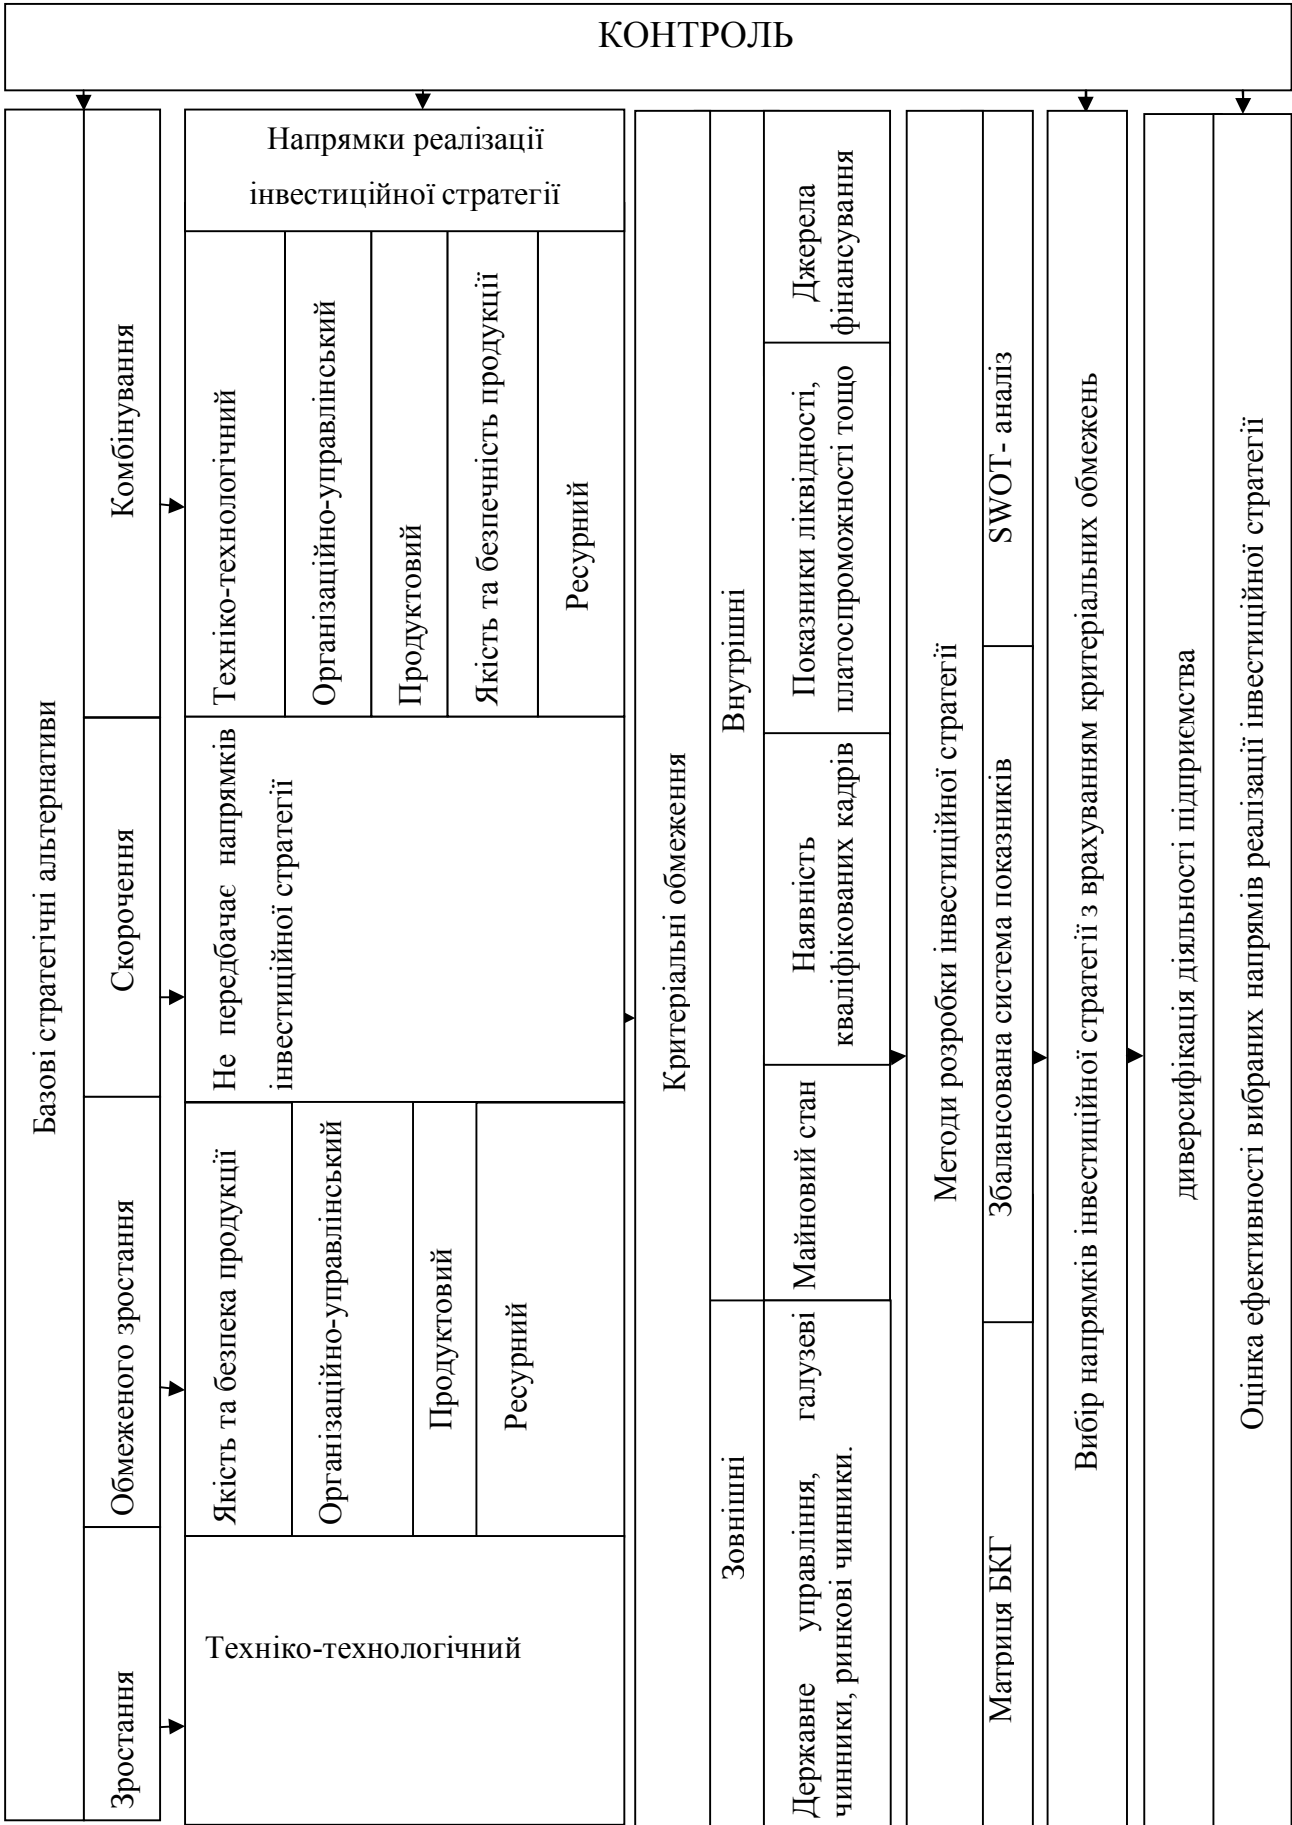 КОНТРОЛЬ
Базові стратегічні альтернативи
Зростання
Обмеженого зростання
Скорочення
Комбінування
Напрямки реалізації
інвестиційної стратегії
Техніко-технологічний
Якість та безпека продукції
Організаційно-управлінський
Продуктовий
Ресурний
Не передбачає напрямків
інвестиційної стратегії
Техніко-технологічний
Організаційно-управлінський
Продуктовий
Якість та безпечність продукції
Ресурний
Критеріальні обмеження
Зовнішні
Внутрішні
Державне управління, галузеві
чинники, ринкові чинники.
Майновий стан
Наявність
кваліфікованих кадрів
Показники ліквідності,
платоспроможності тощо
Джерела
фінансування
Методи розробки інвестиційної стратегії
Матриця БКГ
Збалансована система показників
SWOT- аналіз
Вибір напрямків інвестиційної стратегії з врахуванням критеріальних обмежень
диверсифікація діяльності підприємства
Оцінка ефективності вибраних напрямів реалізації інвестиційної стратегії